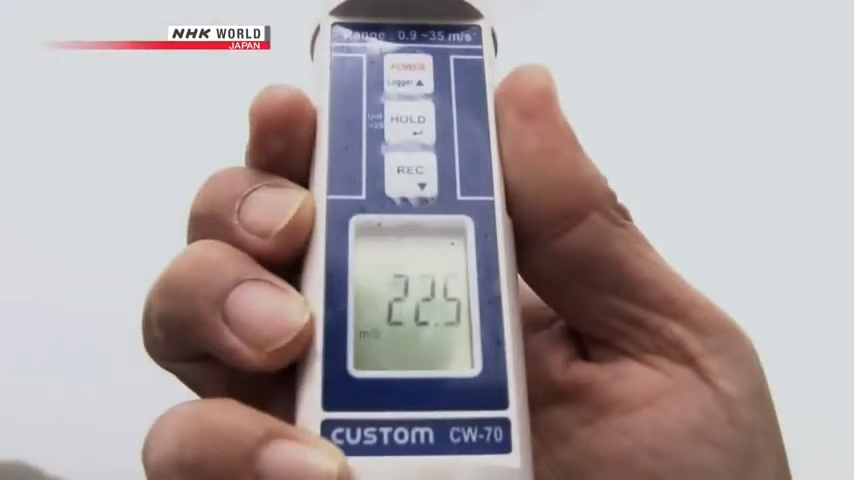 NHK WORLD
JAPAN
Range : 0.9 ~35 m/s
POWER
Logger ▲
HOLD
REC
▼
22.5
m/s
CUSTOM CW-70